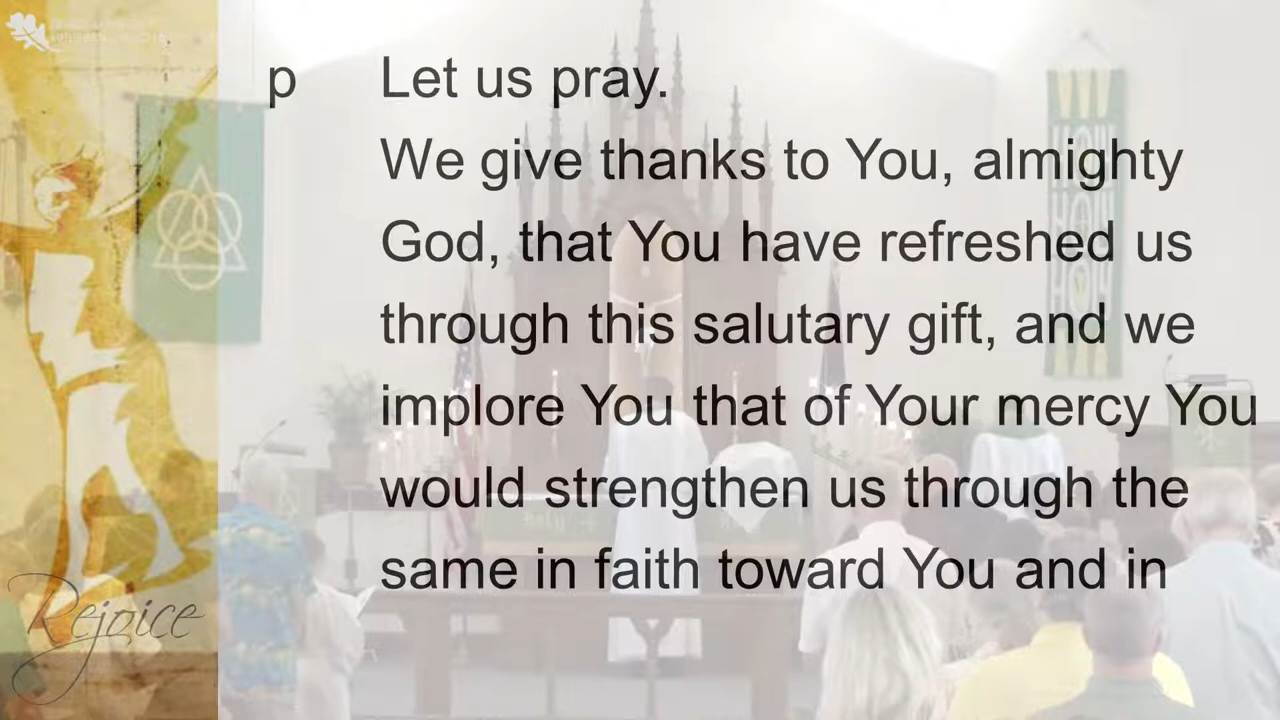 p Let us pray.
We give thanks to You, almighty
God, that You have refreshed us
through this salutary gift, and we
implore You that of Your mercy You
would strengthen us through the
same in faith toward You and in
Rejoice